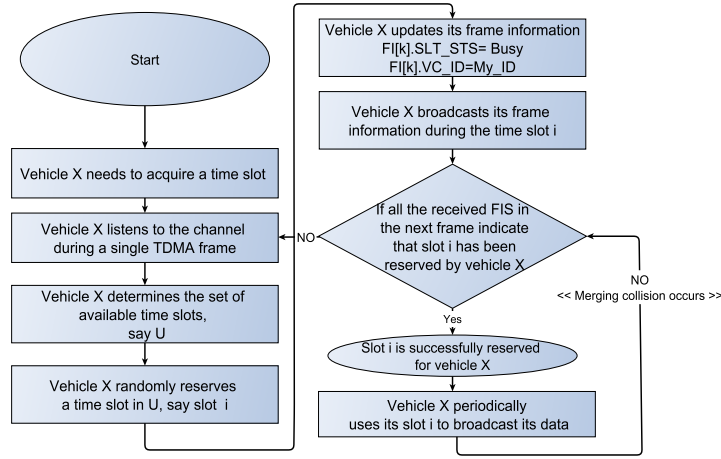 Start
Vehicle X needs to acquire a time slot
Vehicle X listens to the channel
during a single TDMA frame
Vehicle X determines the set of
available time slots,
say U
Vehicle X randomly reserves
a time slot in U, say slot i
Vehicle X updates its frame information
FI[k].SLT_STS= Busy
FI[k].VC_ID=My_ID
Vehicle X broadcasts its frame
information during the time slot i
If all the received FIS in
the next frame indicate
that slot i has been
reserved by vehicle X
NO
Yes
Slot i is successfully reserved
for vehicle X
Vehicle X periodically
uses its slot i to broadcast its data
NO
<< Merging collision occurs >>